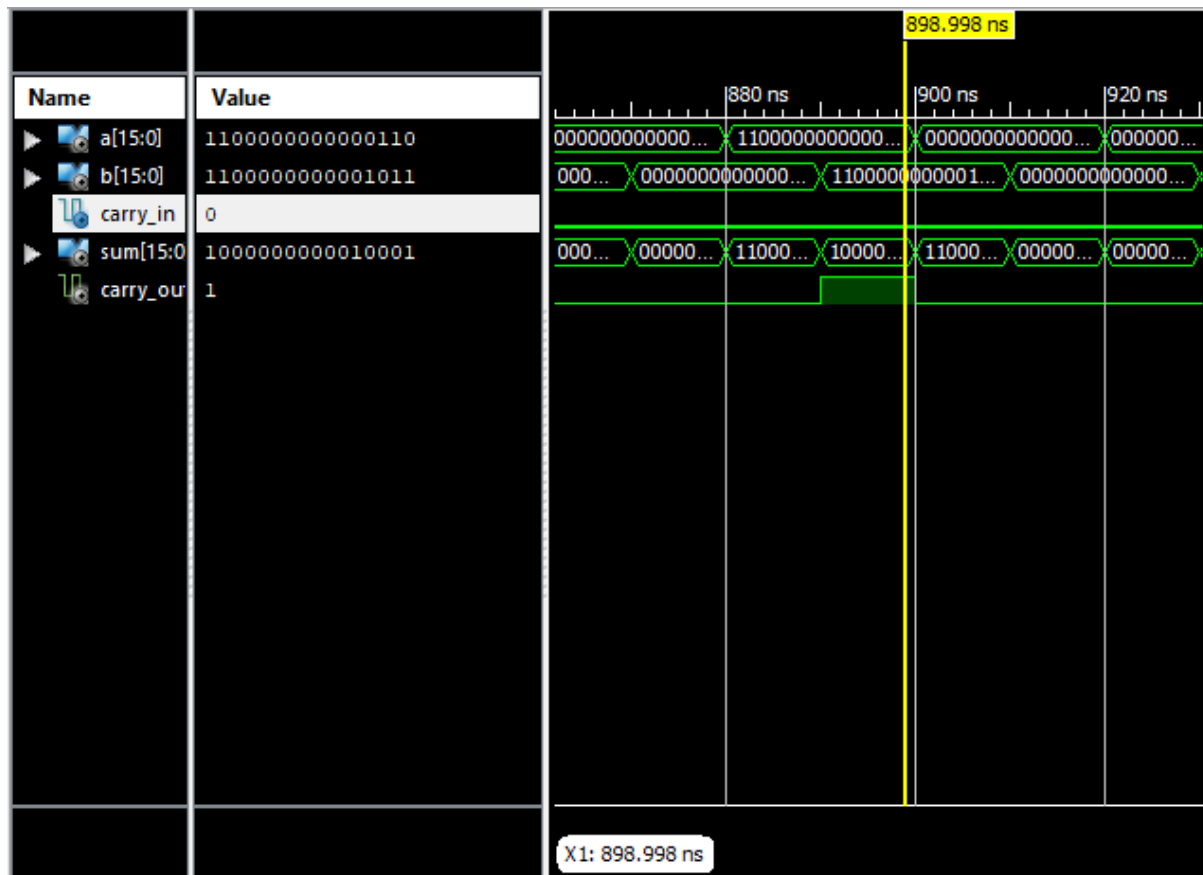 898.998 ns
Name Value
880 ns 900 ns 920 ns
a[15:0] 1100000000000110 000000000000... 1100000000000... 0000000000000... 000000...
b[15:0] 1100000000001011 000... 0000000000000... 1100000000001... 0000000000000...
carry_in 0
sum[15:0 1000000000010001 000... 00000... 11000... 10000... 11000... 00000... 00000...
carry_ou 1
X1: 898.998 ns